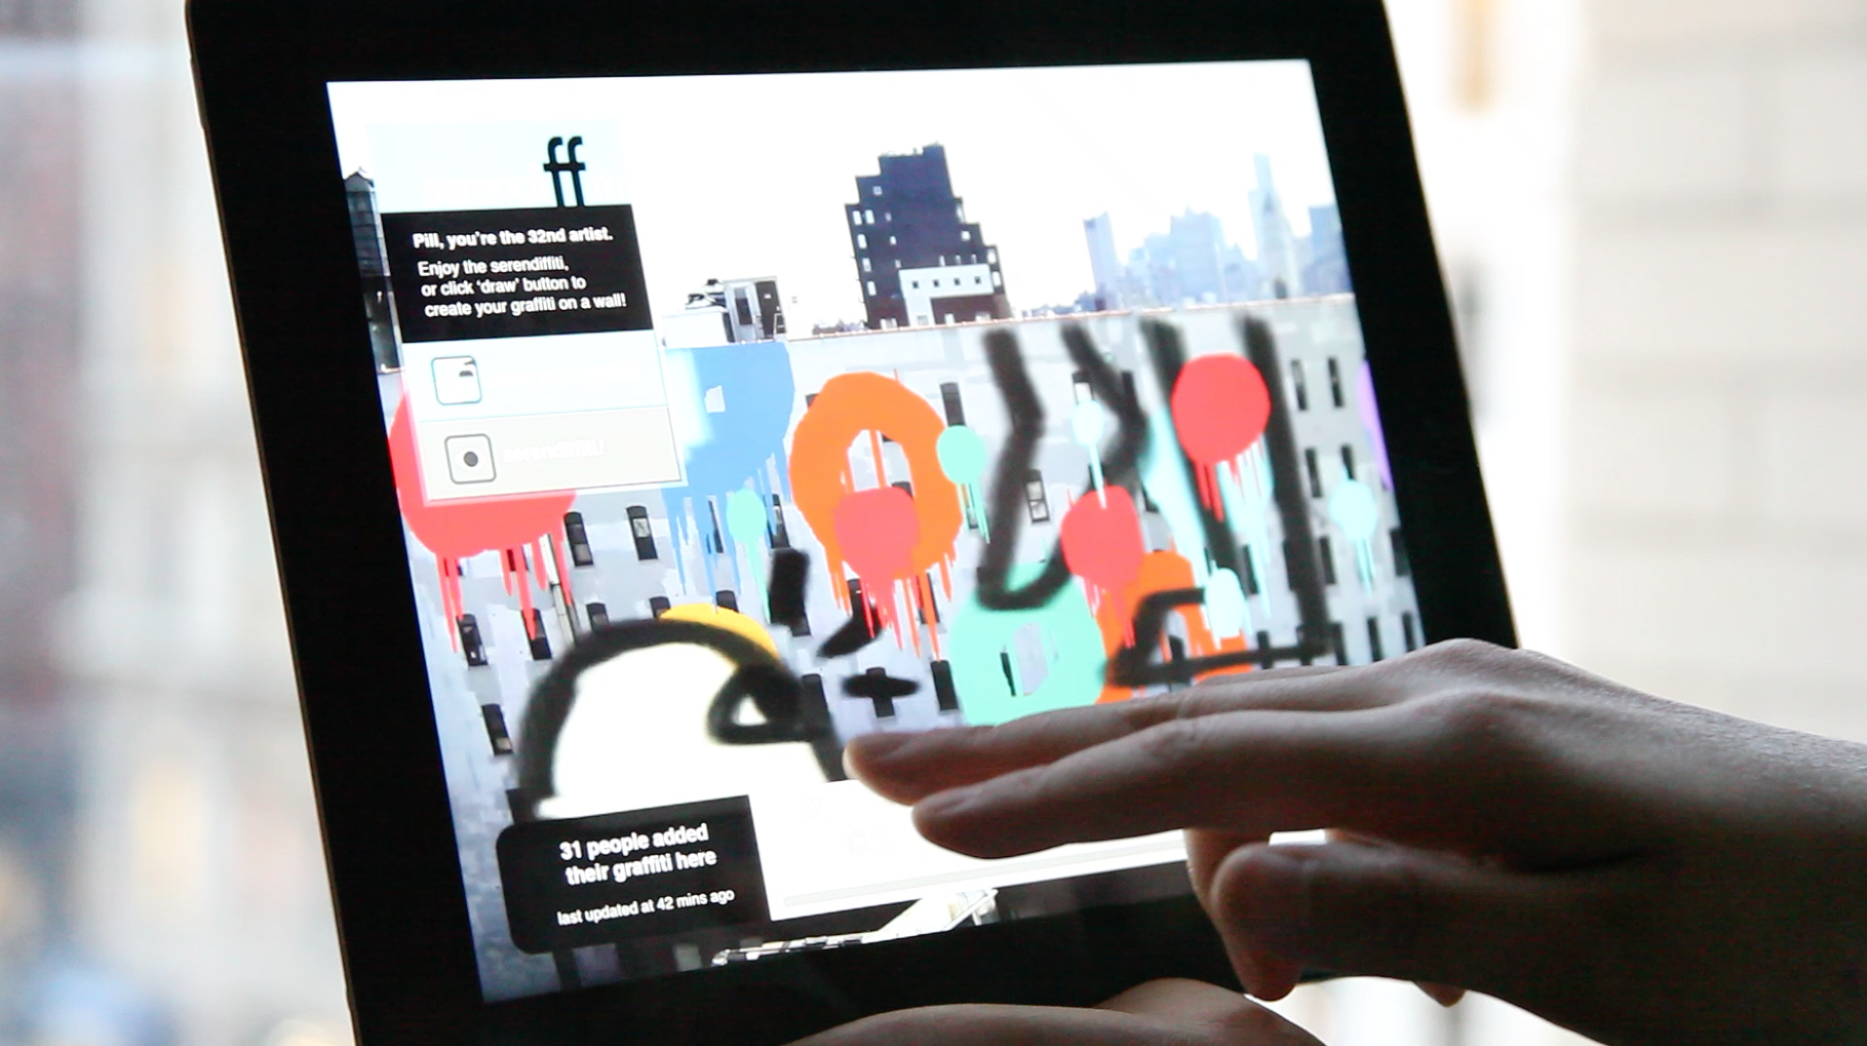 ff
Pill, you're the 32nd artist.
Enjoy the serendiffiti,
or click 'draw' button to
create your graffiti on a wall!
serendiffiti!
31 people added
their graffiti here
last updated at 42 mins ago